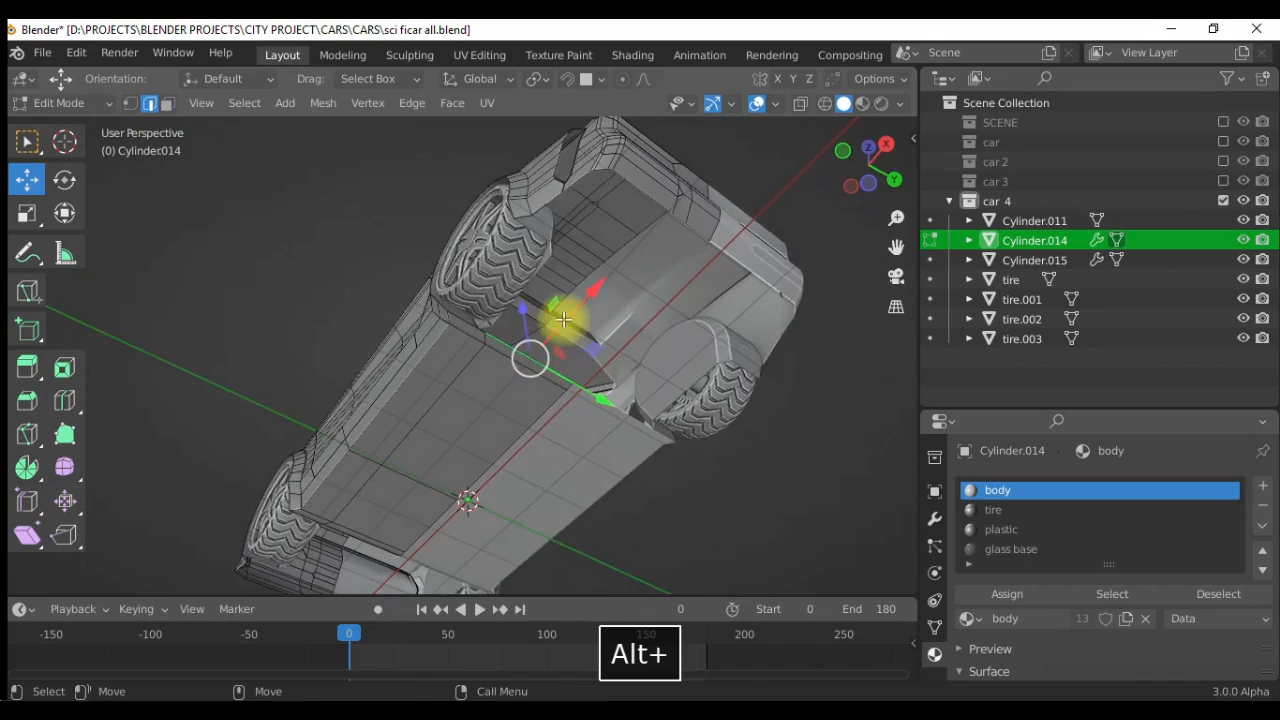 Blender* [D:\PROJECTS\BLENDER PROJECTS\CITY PROJECT\CARS\CARS\sci ficar all.blend]
File Edit Render Window Help Layout Modeling Sculpting UV Editing Texture Paint Shading Animation Rendering Compositing Scene View Layer
Orientation: Default Drag: Select Box Global X Y Z Options
Edit Mode View Select Add Mesh Vertex Edge Face UV
Scene Collection
SCENE
car
car 2
car 3
car 4
Cylinder.011
Cylinder.014
Cylinder.015
tire
tire.001
tire.002
tire.003
User Perspective
(0) Cylinder.014
Z X Y
Cylinder.014 body
body
tire
plastic
glass base
Assign Select Deselect
body 13 Data
Preview
Surface
Playback Keying View Marker 0 Start 0 End 180
-150 -100 -50 0 50 100 150 200 250
Alt+
Select Move Move Call Menu 3.0.0 Alpha